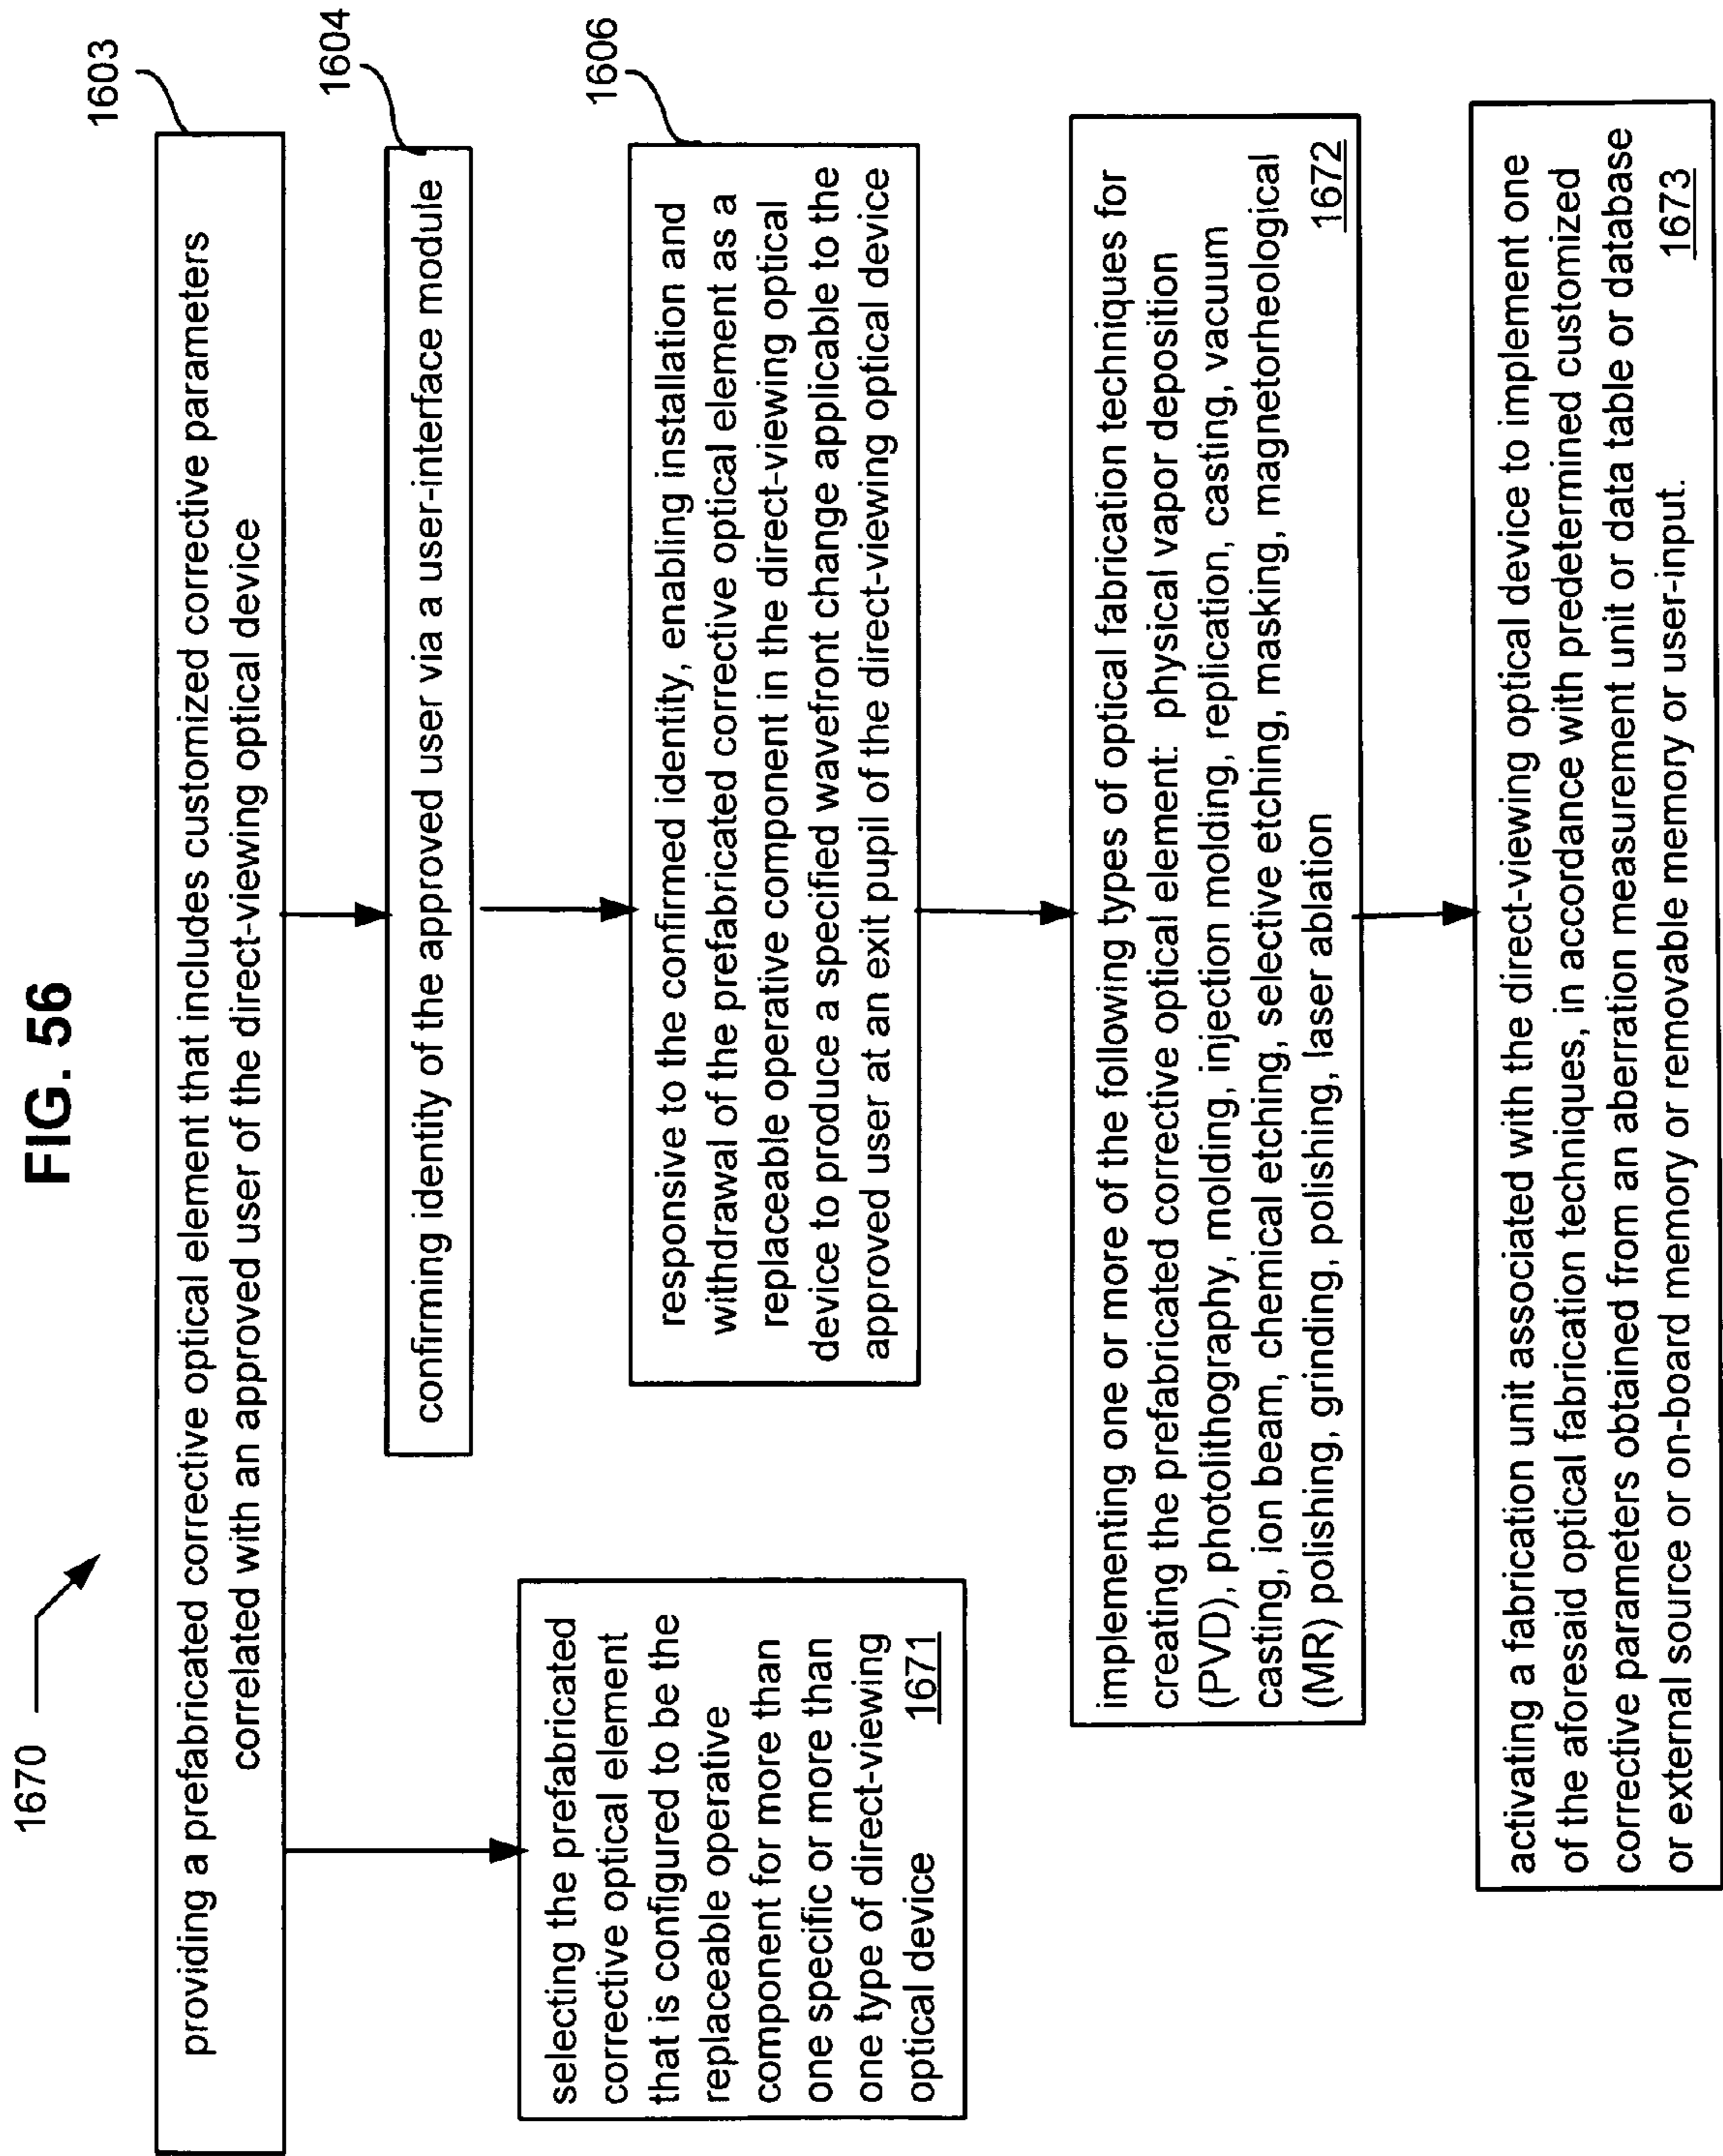 FIG. 56
1670
1603
providing a prefabricated corrective optical element that includes customized corrective parameters
correlated with an approved user of the direct-viewing optical device
1604
confirming identity of the approved user via a user-interface module
1606
responsive to the confirmed identity, enabling installation and
withdrawal of the prefabricated corrective optical element as a
replaceable operative component in the direct-viewing optical
device to produce a specified wavefront change applicable to the
approved user at an exit pupil of the direct-viewing optical device
selecting the prefabricated
corrective optical element
that is configured to be the
replaceable operative
component for more than
one specific or more than
one type of direct-viewing
optical device 1671
implementing one or more of the following types of optical fabrication techniques for
creating the prefabricated corrective optical element: physical vapor deposition
(PVD), photolithography, molding, injection molding, replication, casting, vacuum
casting, ion beam, chemical etching, selective etching, masking, magnetorheological
(MR) polishing, grinding, polishing, laser ablation 1672
activating a fabrication unit associated with the direct-viewing optical device to implement one
of the aforesaid optical fabrication techniques, in accordance with predetermined customized
corrective parameters obtained from an aberration measurement unit or data table or database
or external source or on-board memory or removable memory or user-input. 1673